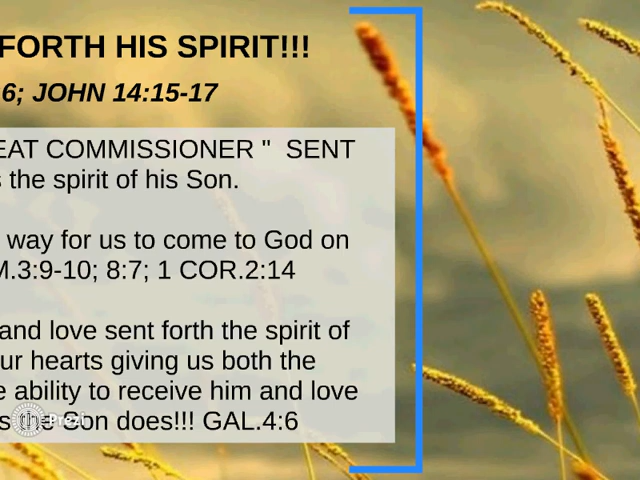 FORTH HIS SPIRIT!!!
6; JOHN 14:15-17
EAT COMMISSIONER " SENT
s the spirit of his Son.
way for us to come to God on
M.3:9-10; 8:7; 1 COR.2:14
and love sent forth the spirit of
ur hearts giving us both the
e ability to receive him and love
s the Son does!!! GAL.4:6
Prezi